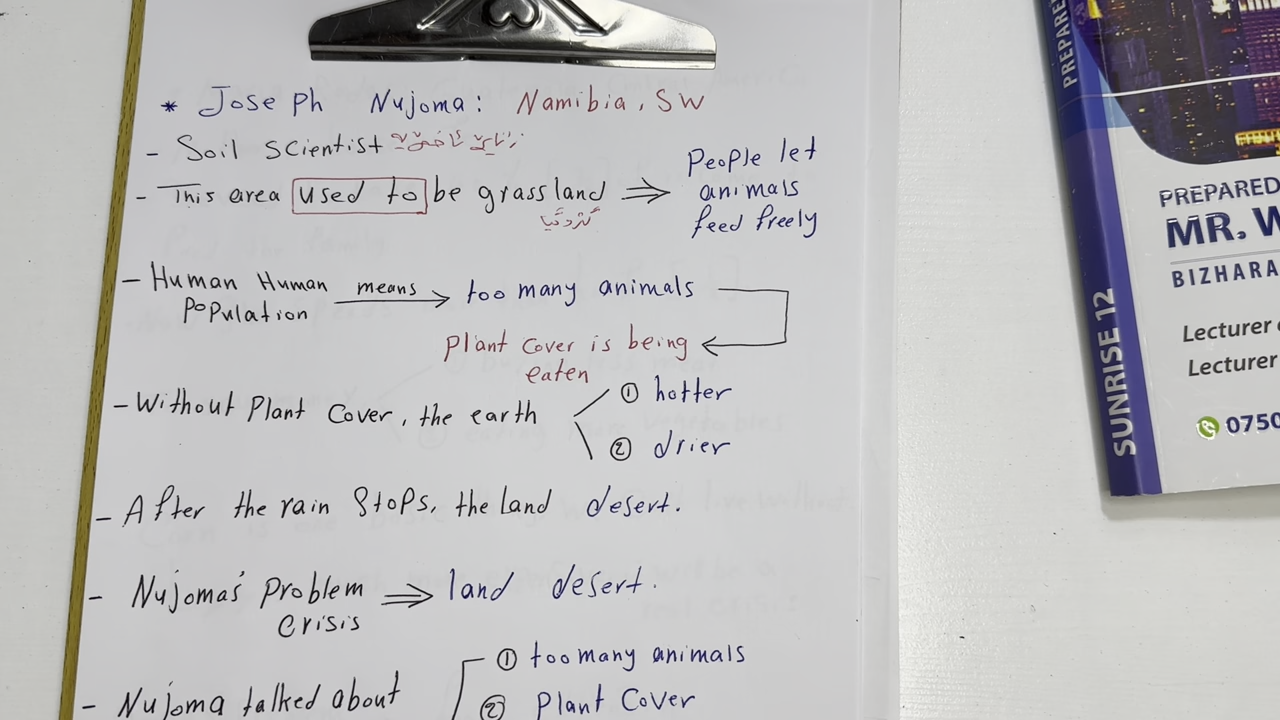 * Joseph Nujoma: Namibia, SW
- Soil scientist
- This area used to be grassland ⇒ People let animals feed freely
گژوگیا
- Human Human Population means → too many animals
Plant Cover is being eaten
- Without Plant Cover, the earth
① hotter
② drier
- After the rain stops, the land desert.
- Nujoma's Problem crisis ⇒ land desert.
- Nujoma talked about
① too many animals
② Plant Cover
PREPARED
SUNRISE 12
PREPARED
MR. W
BIZHARA
Lecturer
Lecturer
0750